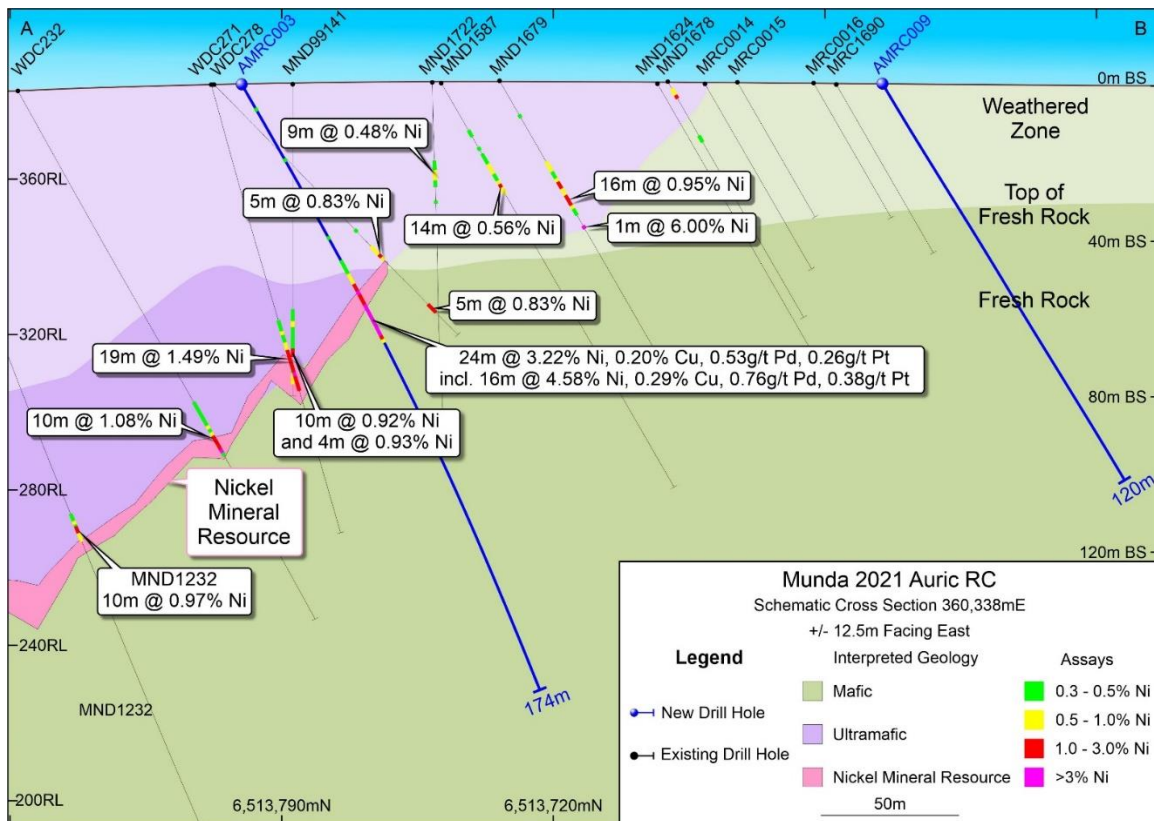 A
B
WDC232
WDC271
WDC278
AMRC003
MND99141
MND1722
MND1587
MND1679
MND1624
MND1678
MRC0014
MRC0015
MRC0016
MRC1690
AMRC009
0m BS
Weathered
Zone
9m @ 0.48% Ni
360RL
16m @ 0.95% Ni
5m @ 0.83% Ni
14m @ 0.56% Ni
1m @ 6.00% Ni
Top of
Fresh Rock
40m BS
5m @ 0.83% Ni
Fresh Rock
320RL
19m @ 1.49% Ni
24m @ 3.22% Ni, 0.20% Cu, 0.53g/t Pd, 0.26g/t Pt
incl. 16m @ 4.58% Ni, 0.29% Cu, 0.76g/t Pd, 0.38g/t Pt
80m BS
10m @ 1.08% Ni
10m @ 0.92% Ni
and 4m @ 0.93% Ni
280RL
Nickel
Mineral
Resource
120m
120m BS
MND1232
10m @ 0.97% Ni
240RL
MND1232
174m
200RL
6,513,790mN
6,513,720mN
Munda 2021 Auric RC
Schematic Cross Section 360,338mE
+/- 12.5m Facing East
Legend
New Drill Hole
Existing Drill Hole
Interpreted Geology
Mafic
Ultramafic
Nickel Mineral Resource
Assays
0.3 - 0.5% Ni
0.5 - 1.0% Ni
1.0 - 3.0% Ni
>3% Ni
50m